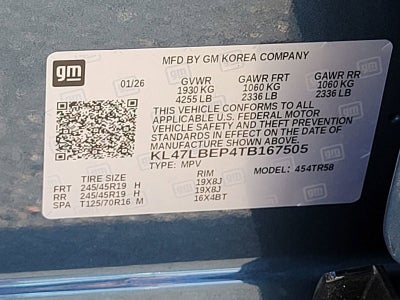 MFD BY GM KOREA COMPANY
gm
01/26 GVWR GAWR FRT GAWR RR
1930 KG 1060 KG 1060 KG
4255 LB 2336 LB 2336 LB
THIS VEHICLE CONFORMS TO ALL
APPLICABLE U.S. FEDERAL MOTOR
VEHICLE SAFETY AND THEFT PREVENTION
STANDARDS IN EFFECT ON THE DATE OF
MANUFACTURE SHOWN ABOVE.
KL47LBEP4TB167505
TYPE: MPV MODEL: 454TR58
TIRE SIZE RIM
FRT 245/45R19 H 19X8J
RR 245/45R19 H 19X8J
SPA T125/70R16 M 16X4BT